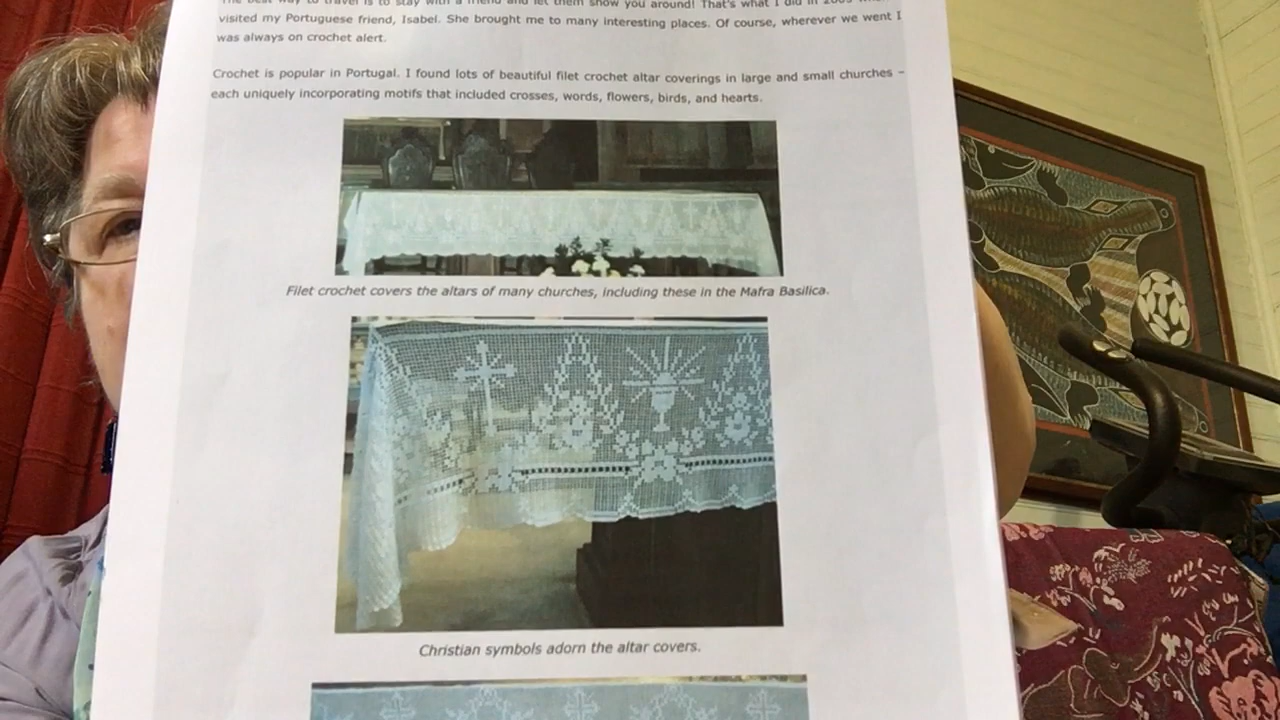 The best way to travel is to stay with a friend and let them show you around! That's what I did in
visited my Portuguese friend, Isabel. She brought me to many interesting places. Of course, wherever we went I
was always on crochet alert.
Crochet is popular in Portugal. I found lots of beautiful filet crochet altar coverings in large and small churches –
each uniquely incorporating motifs that included crosses, words, flowers, birds, and hearts.
Filet crochet covers the altars of many churches, including these in the Mafra Basilica.
Christian symbols adorn the altar covers.